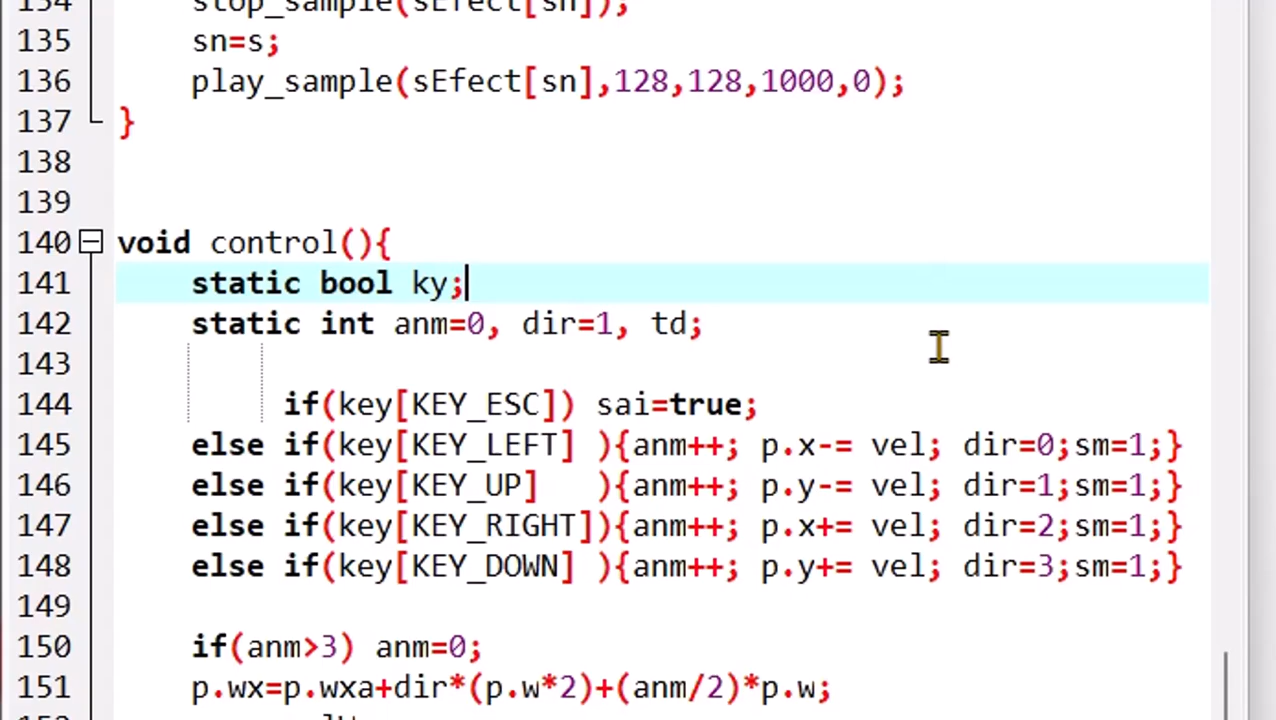 134 stop_sample(sEfect[sn]);
135 sn=s;
136 play_sample(sEfect[sn],128,128,1000,0);
137 }
138
139
140 void control(){
141 static bool ky;
142 static int anm=0, dir=1, td;
143
144 if(key[KEY_ESC]) sai=true;
145 else if(key[KEY_LEFT] ){anm++; p.x-= vel; dir=0;sm=1;}
146 else if(key[KEY_UP]   ){anm++; p.y-= vel; dir=1;sm=1;}
147 else if(key[KEY_RIGHT]){anm++; p.x+= vel; dir=2;sm=1;}
148 else if(key[KEY_DOWN] ){anm++; p.y+= vel; dir=3;sm=1;}
149
150 if(anm>3) anm=0;
151 p.wx=p.wxa+dir*(p.w*2)+(anm/2)*p.w;